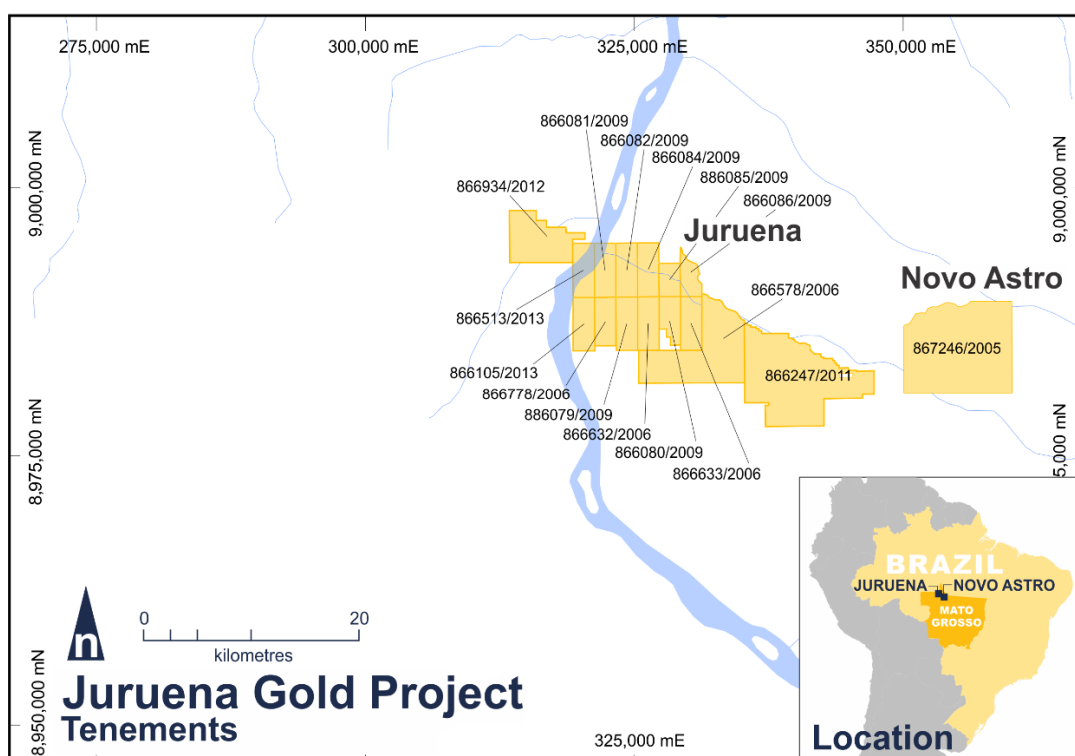 275,000 mE
300,000 mE
325,000 mE
350,000 mE
9,000,000 mN
9,000,000 mN
866081/2009
866082/2009
866084/2009
886085/2009
866086/2009
866934/2012
Juruena
Novo Astro
866578/2006
867246/2005
866513/2013
866105/2013
866778/2006
886079/2009
866632/2006
866080/2009
866633/2006
866247/2011
8,975,000 mN
5,000 mN
BRAZIL
JURUENA
NOVO ASTRO
MATO
GROSSO
Location
n
0
20
kilometres
Juruena Gold Project
Tenements
8,950,000 mN
325,000 mE